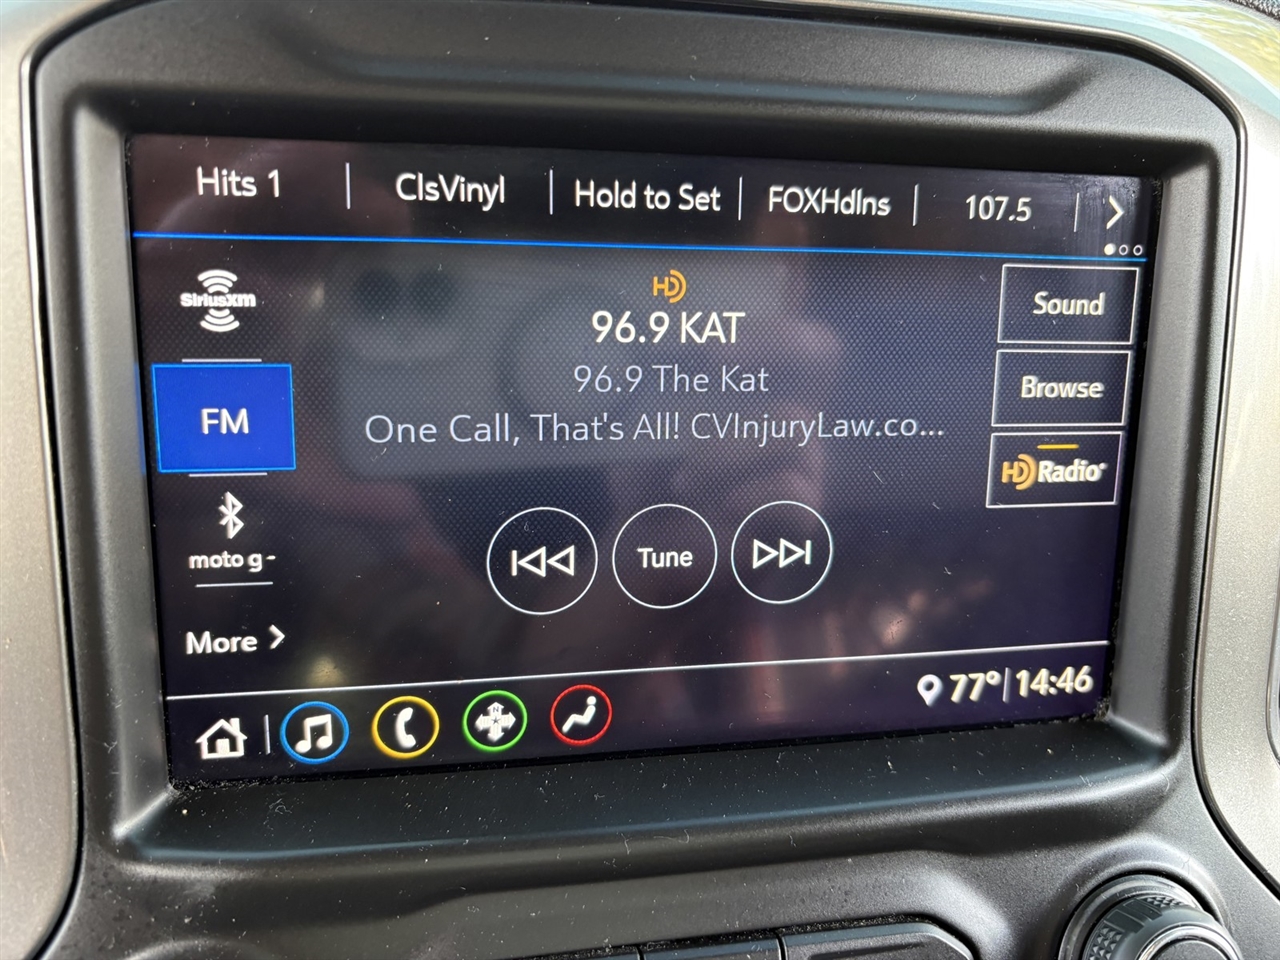 Hits 1 | ClsVinyl | Hold to Set | FOXHdlns | 107.5
SiriusXM
FM
moto g-
More
HD
96.9 KAT
96.9 The Kat
One Call, That's All! CVInjuryLaw.co...
Tune
Sound
Browse
HD Radio
N
77° | 14:46